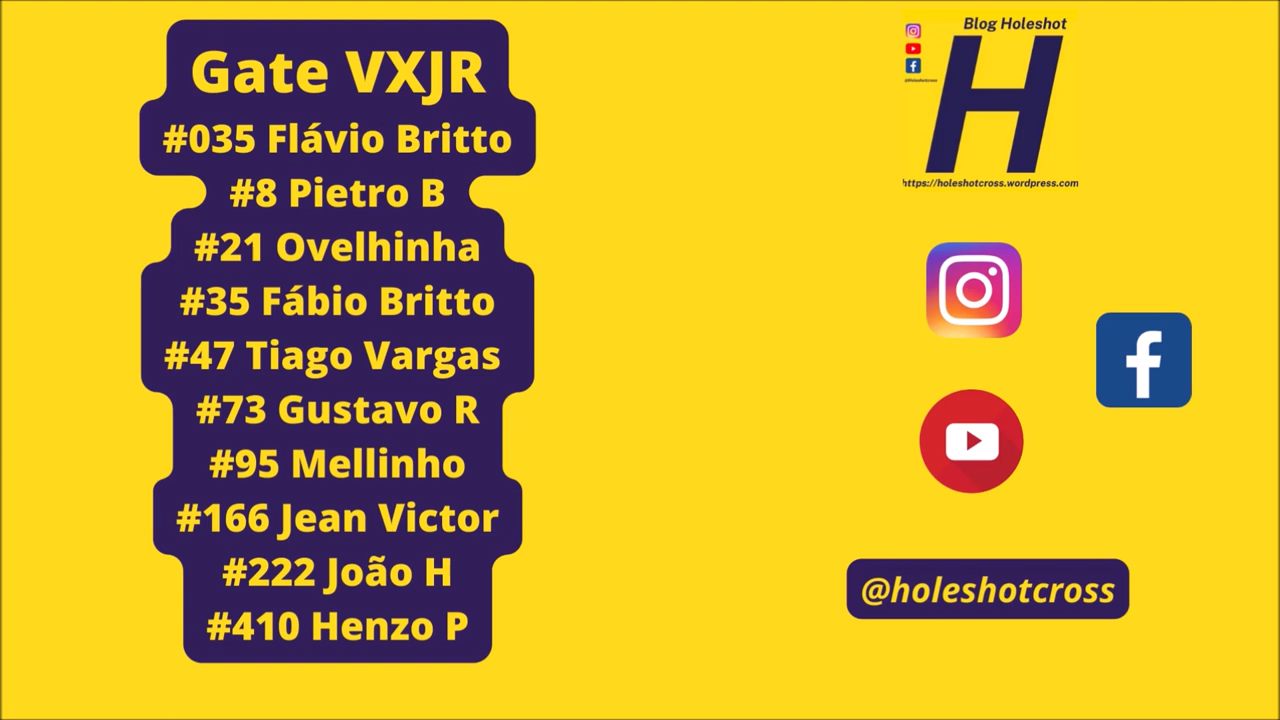 Gate VXJR
#035 Flávio Britto
#8 Pietro B
#21 Ovelhinha
#35 Fábio Britto
#47 Tiago Vargas
#73 Gustavo R
#95 Mellinho
#166 Jean Victor
#222 João H
#410 Henzo P
Blog Holeshot
H
@Holeshotcross
https://holeshotcross.wordpress.com
@holeshotcross